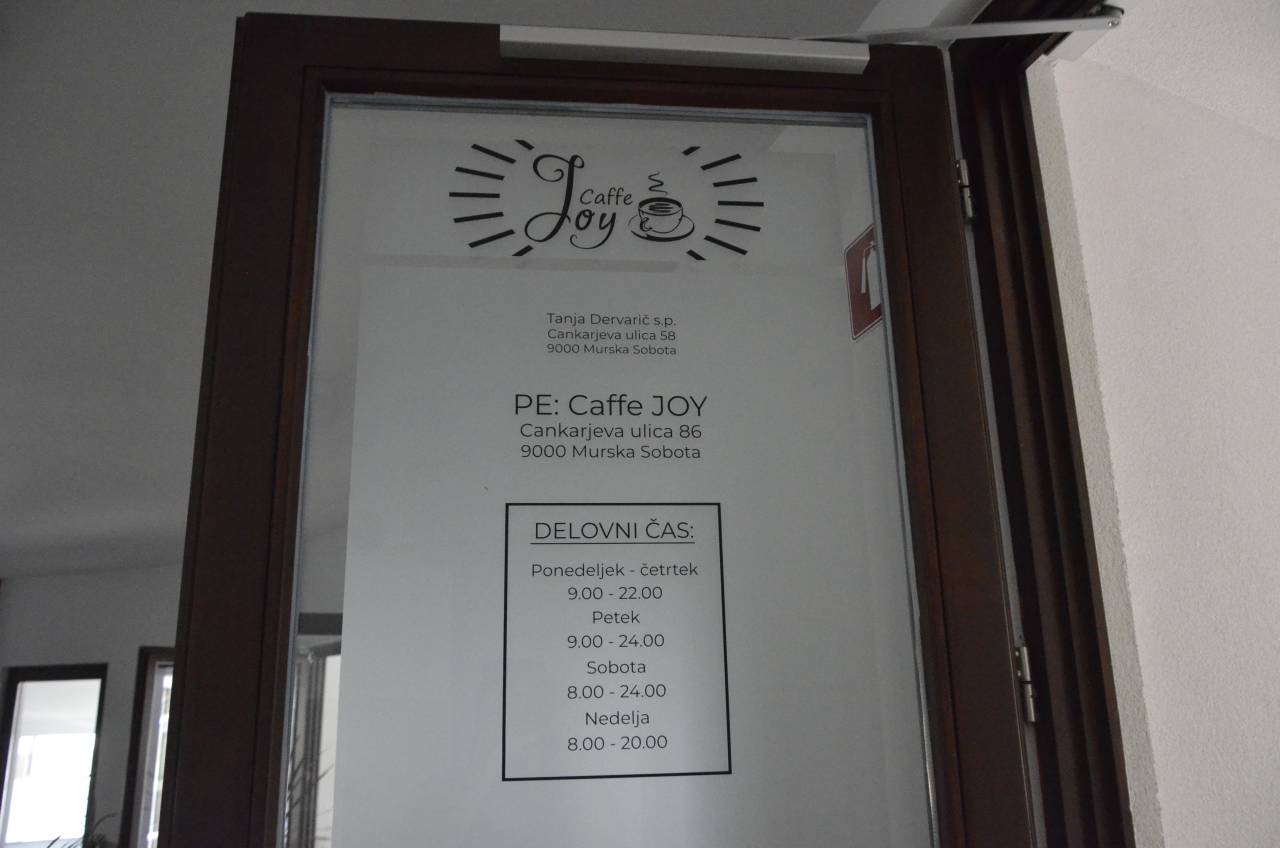 Caffe
Joy
Tanja Dervarič s.p.
Cankarjeva ulica 58
9000 Murska Sobota
PE: Caffe JOY
Cankarjeva ulica 86
9000 Murska Sobota
DELOVNI ČAS:
Ponedeljek - četrtek
9.00 - 22.00
Petek
9.00 - 24.00
Sobota
8.00 - 24.00
Nedelja
8.00 - 20.00